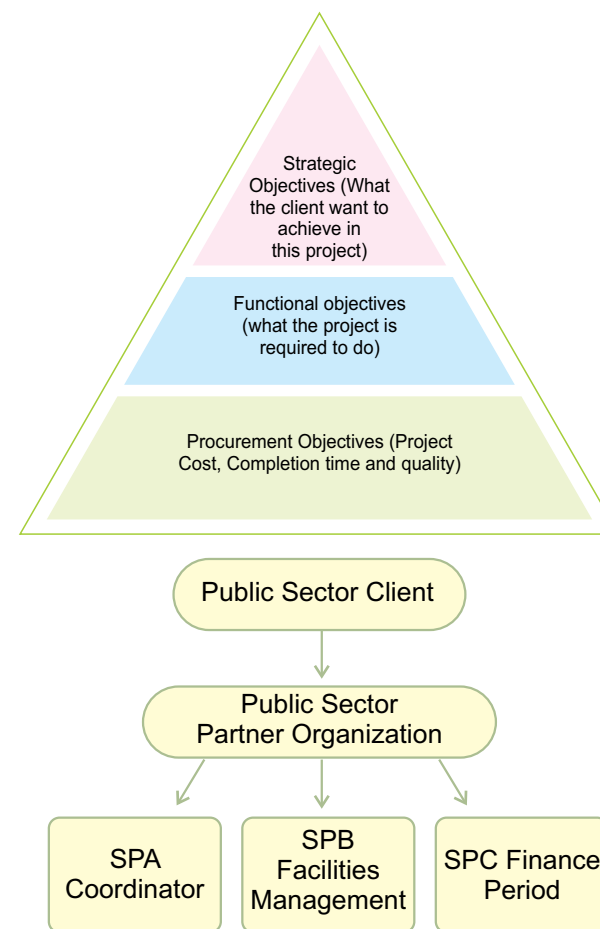 Strategic
Objectives (What
the client want to
achieve in
this project)
Functional objectives
(what the project is
required to do)
Procurement Objectives (Project
Cost, Completion time and quality)
Public Sector Client
Public Sector
Partner Organization
SPA
Coordinator
SPB
Facilities
Management
SPC Finance
Period